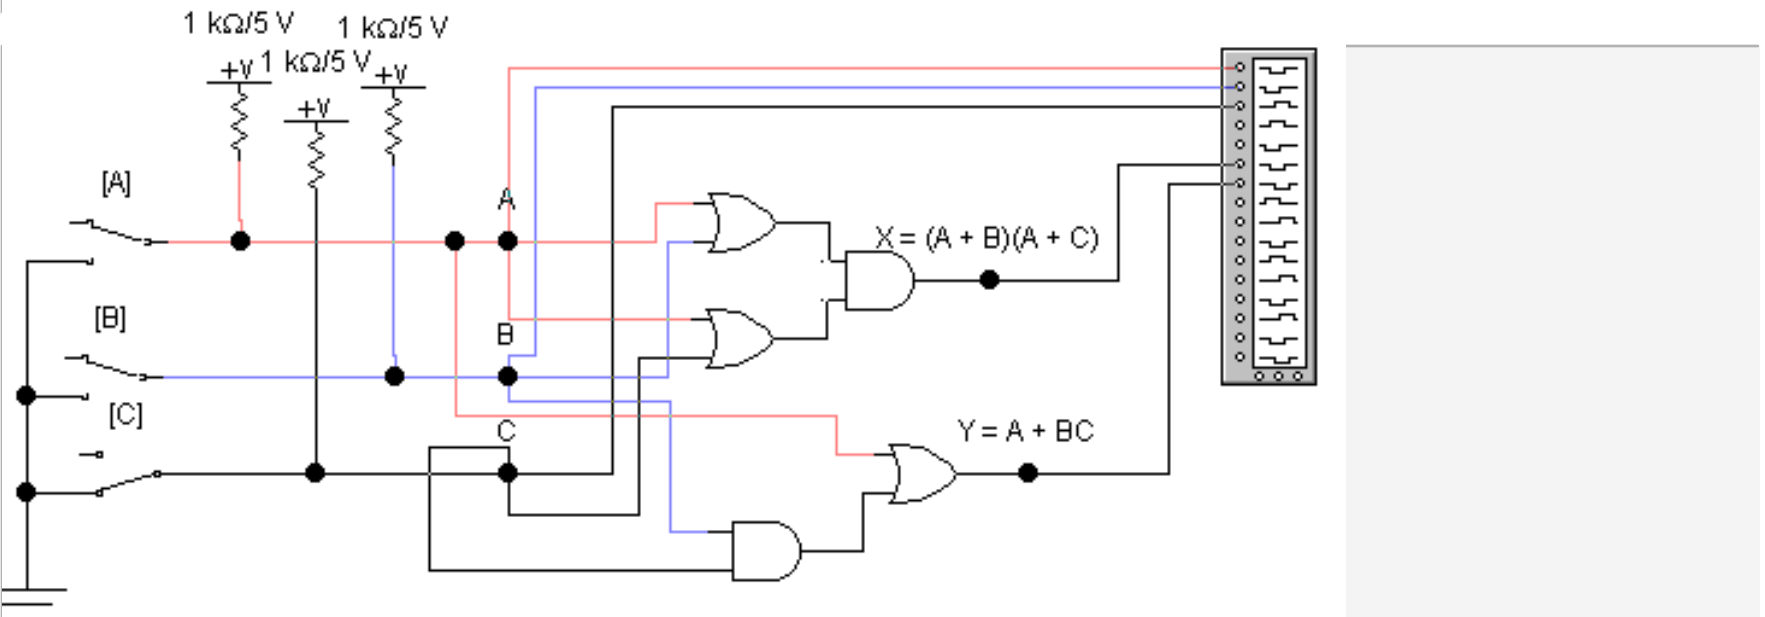 1 kΩ/5 V
1 kΩ/5 V
1 kΩ/5 V
+V
+V
+V
[A]
A
X = (A + B)(A + C)
[B]
B
[C]
C
Y = A + BC